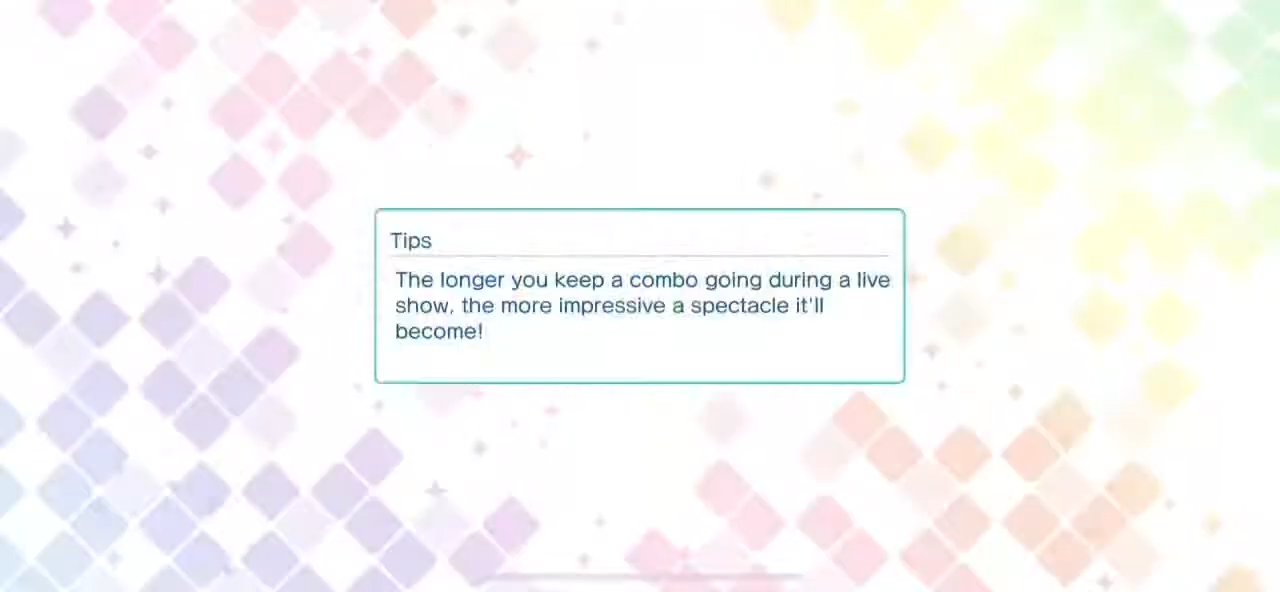 Tips
The longer you keep a combo going during a live
show, the more impressive a spectacle it'll
become!